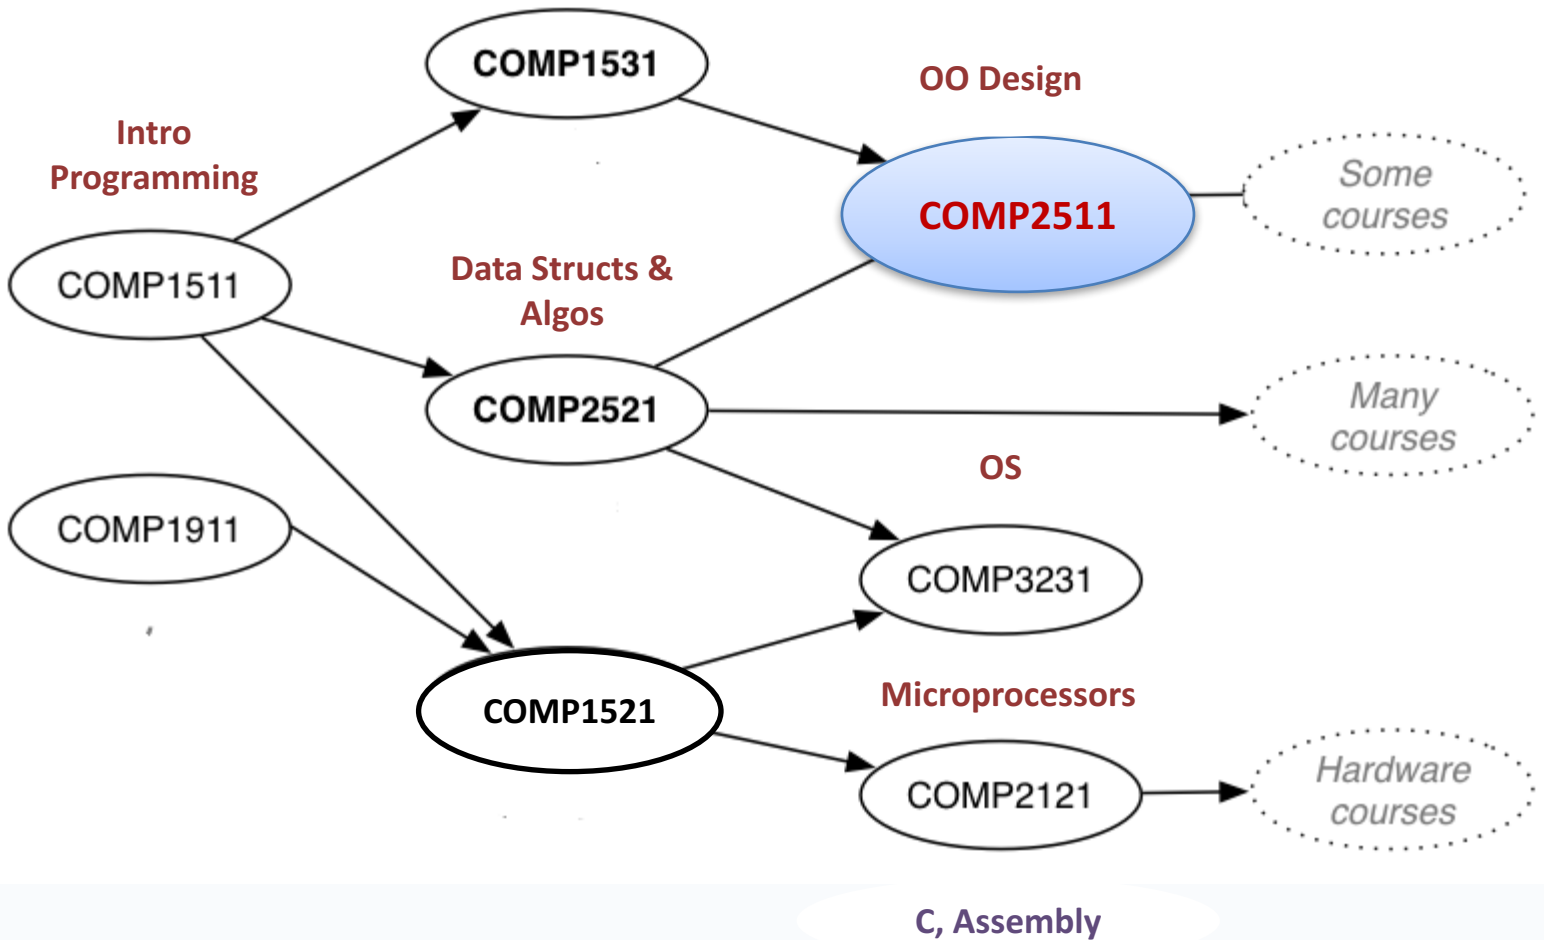 COMP1531
OO Design
Intro
Programming
Some
courses
COMP2511
COMP1511
Data Structs &
Algos
Many
courses
COMP2521
OS
COMP1911
COMP3231
Microprocessors
COMP1521
Hardware
courses
COMP2121
C, Assembly